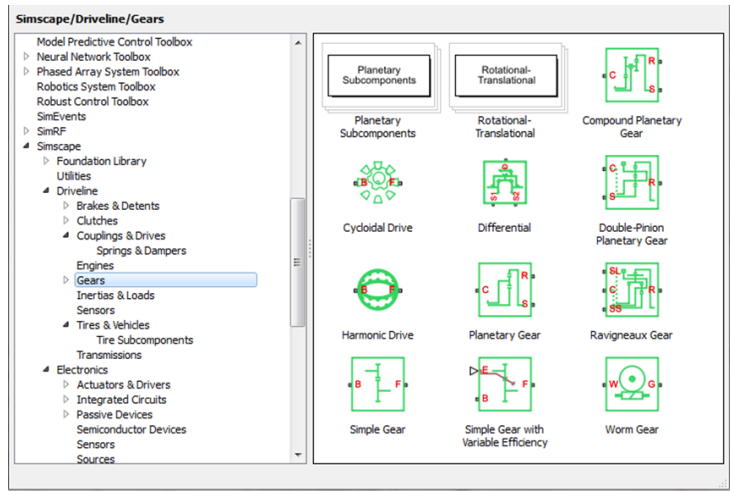 Simscape/Driveline/Gears
Model Predictive Control Toolbox
Neural Network Toolbox
Phased Array System Toolbox
Robotics System Toolbox
Robust Control Toolbox
SimEvents
SimRF
Simscape
Foundation Library
Utilities
Driveline
Brakes & Detents
Clutches
Couplings & Drives
Springs & Dampers
Engines
Gears
Inertias & Loads
Sensors
Tires & Vehicles
Tire Subcomponents
Transmissions
Electronics
Actuators & Drivers
Integrated Circuits
Passive Devices
Semiconductor Devices
Sensors
Sources
Planetary
Subcomponents
Planetary
Subcomponents
Rotational-
Translational
Rotational-
Translational
C R S
Compound Planetary
Gear
B F
Cycloidal Drive
O S1 S2
Differential
C R S
Double-Pinion
Planetary Gear
B F
Harmonic Drive
C R S
Planetary Gear
SL C R SS
Ravigneaux Gear
B F
Simple Gear
E F B
Simple Gear with
Variable Efficiency
W G
Worm Gear